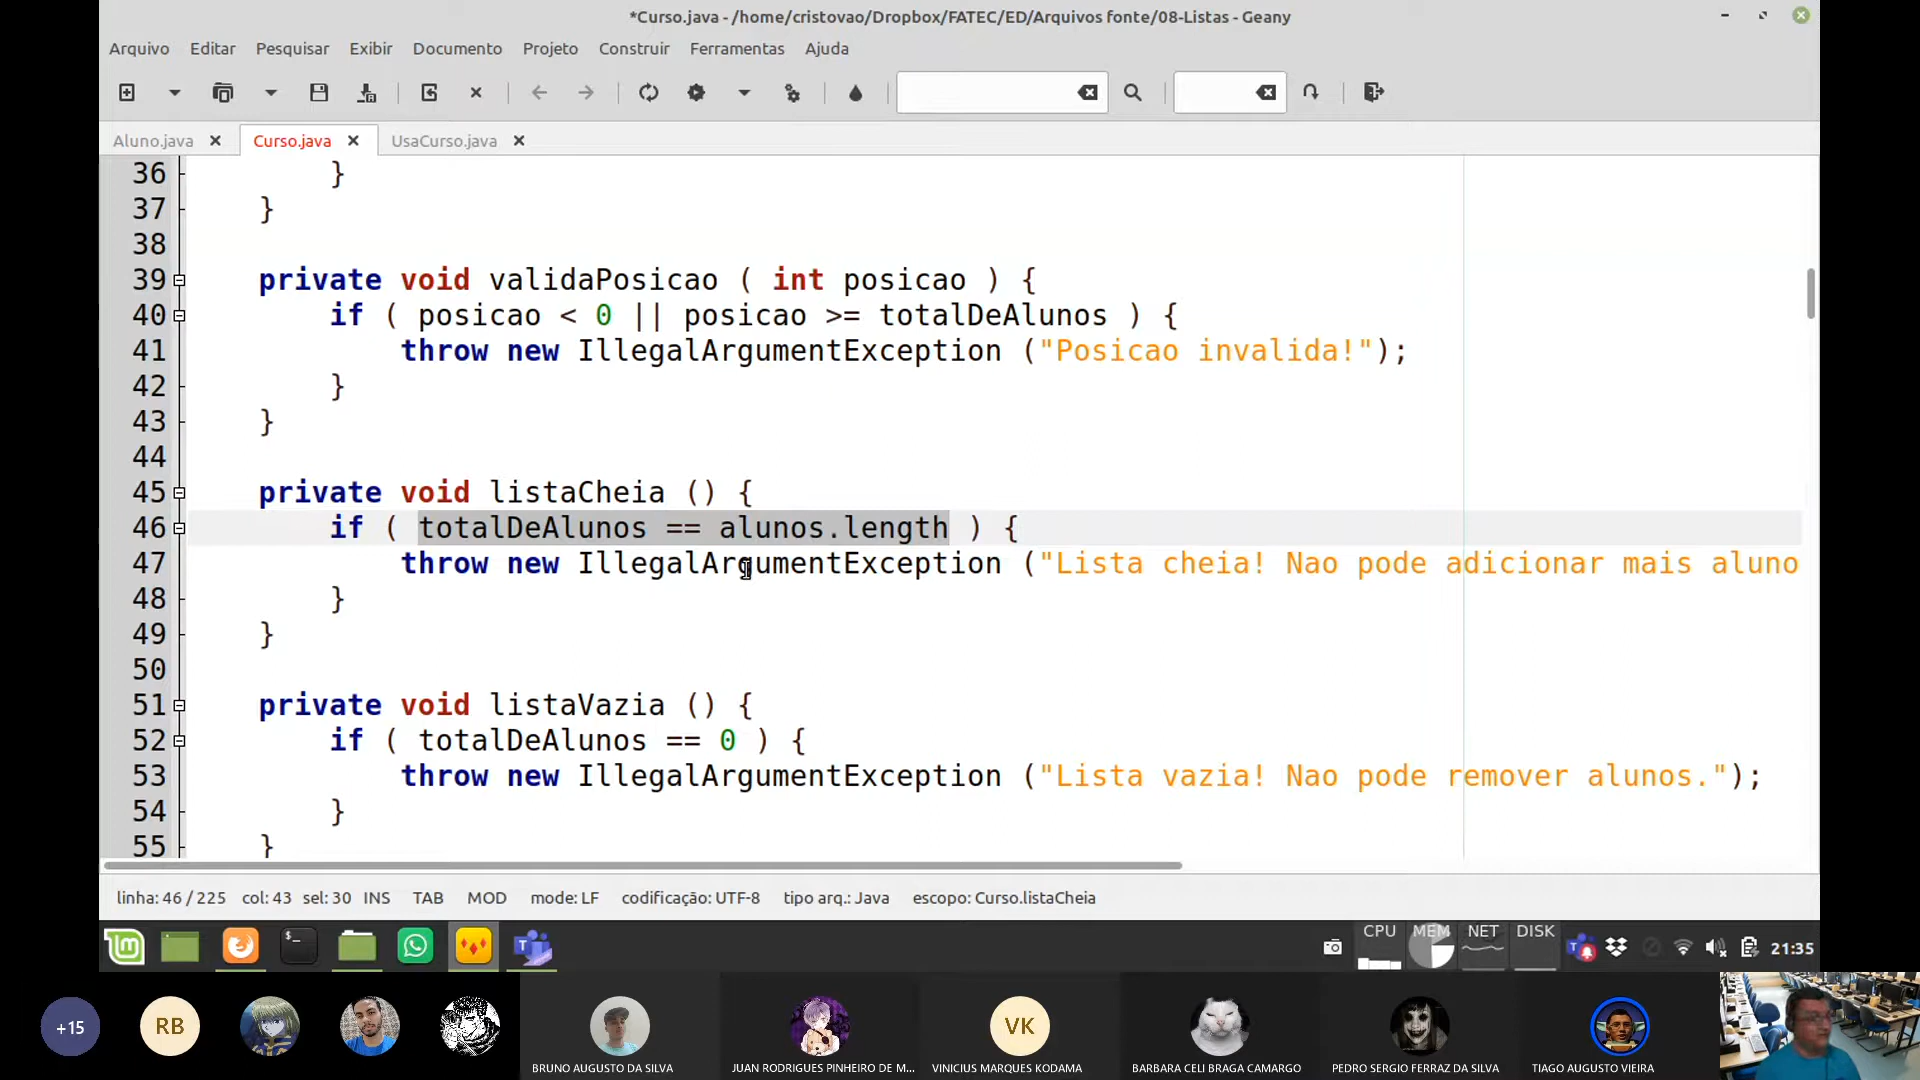 *Curso.java - /home/cristovao/Dropbox/FATEC/ED/Arquivos fonte/08-Listas - Geany
Arquivo Editar Pesquisar Exibir Documento Projeto Construir Ferramentas Ajuda
Aluno.java Curso.java UsaCurso.java
36 }
37 }
38
39 private void validaPosicao ( int posicao ) {
40 if ( posicao < 0 || posicao >= totalDeAlunos ) {
41 throw new IllegalArgumentException ("Posicao invalida!");
42 }
43 }
44
45 private void listaCheia () {
46 if ( totalDeAlunos == alunos.length ) {
47 throw new IllegalArgumentException ("Lista cheia! Nao pode adicionar mais aluno
48 }
49 }
50
51 private void listaVazia () {
52 if ( totalDeAlunos == 0 ) {
53 throw new IllegalArgumentException ("Lista vazia! Nao pode remover alunos.");
54 }
55 }
linha: 46 / 225 col: 43 sel: 30 INS TAB MOD mode: LF codificação: UTF-8 tipo arq.: Java escopo: Curso.listaCheia
CPU MEM NET DISK 21:35
+15 RB VK
BRUNO AUGUSTO DA SILVA JUAN RODRIGUES PINHEIRO DE M... VINICIUS MARQUES KODAMA BARBARA CELI BRAGA CAMARGO PEDRO SERGIO FERRAZ DA SILVA TIAGO AUGUSTO VIEIRA